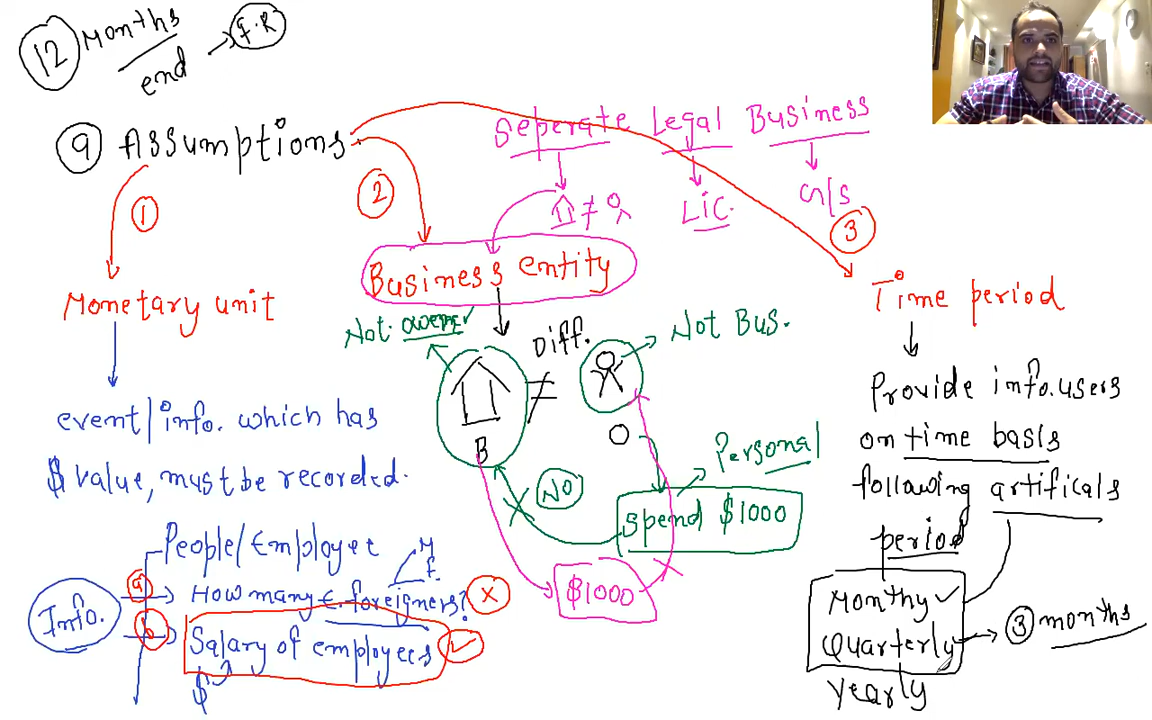 12 Months
end → F.R
9 Assumptions
Seperate Legal Business
≠
LiC.
G/S
1
2
3
Monetary unit
event/info. which has
$ value, must be recorded.
People/Employee
M
F.
Info.
a How many E. foreigners? X
b Salary of employees ✓
$
Business entity
Not owner ✓
Diff.
Not Bus.
≠
B
O
NO
Personal
Spend $1000
$1000
Time period
Provide info. users
on time basis
following artificals
period
Monthy ✓
Quarterly → 3 months
yearly